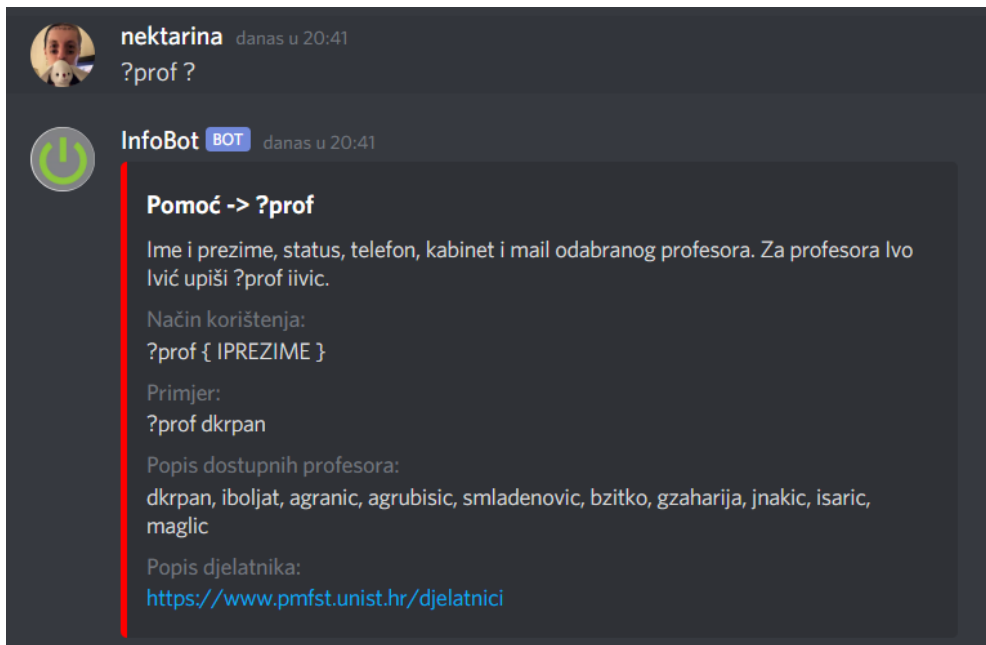 nektarina danas u 20:41
?prof ?
InfoBot BOT danas u 20:41
Pomoć -> ?prof
Ime i prezime, status, telefon, kabinet i mail odabranog profesora. Za profesora Ivo
Ivić upiši ?prof iivic.
Način korištenja:
?prof { IPREZIME }
Primjer:
?prof dkrpan
Popis dostupnih profesora:
dkrpan, iboljat, agranic, agrubisic, smladenovic, bzitko, gzaharija, jnakic, isaric,
maglic
Popis djelatnika:
https://www.pmfst.unist.hr/djelatnici